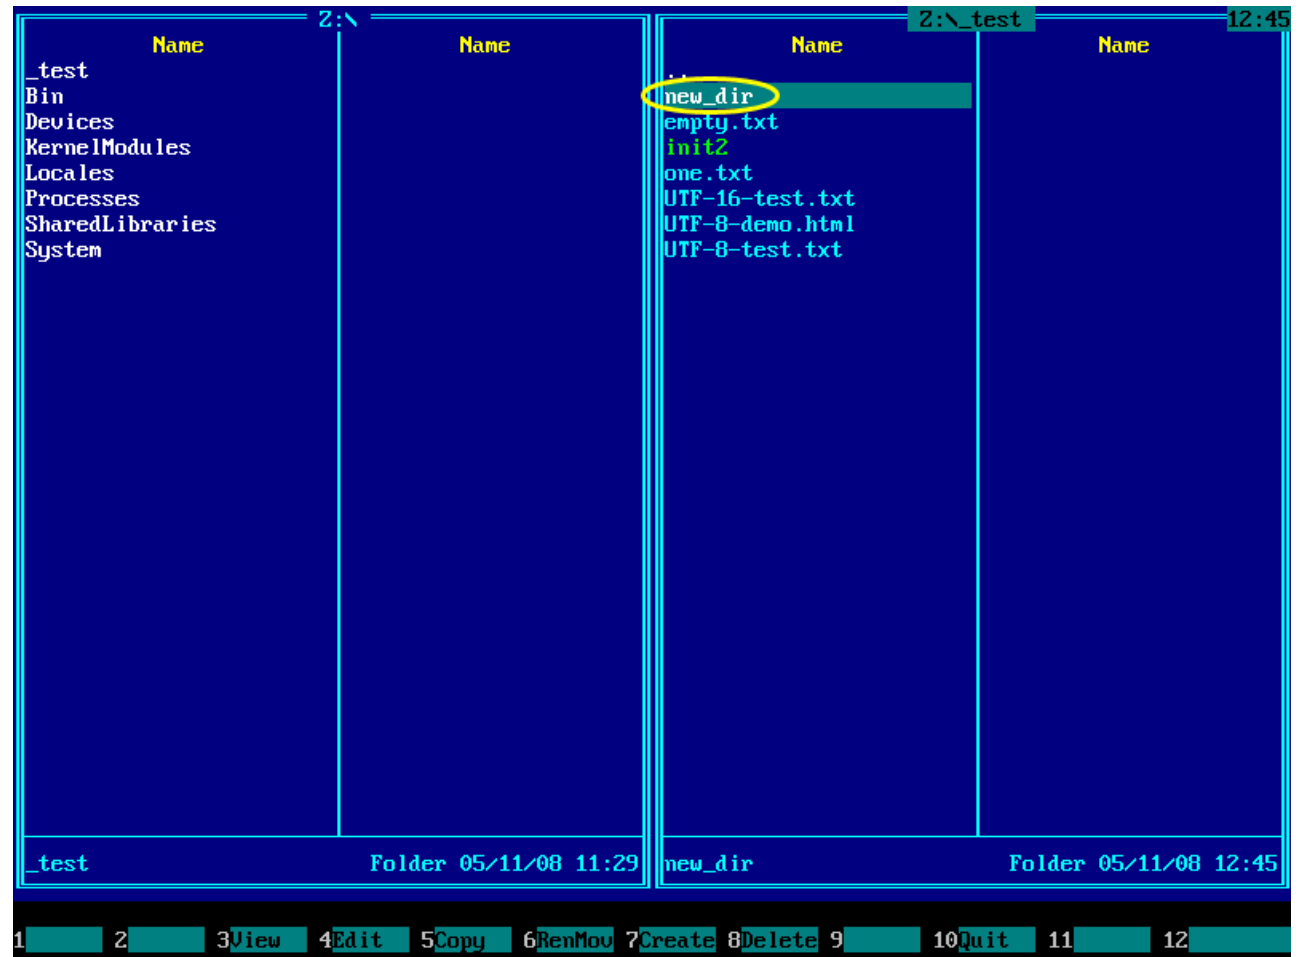 Z:\
Name Name
_test
Bin
Devices
KernelModules
Locales
Processes
SharedLibraries
System
_test Folder 05/11/08 11:29
Z:\_test 12:45
Name Name
..
new_dir
empty.txt
init2
one.txt
UTF-16-test.txt
UTF-8-demo.html
UTF-8-test.txt
new_dir Folder 05/11/08 12:45
1 2 3View 4Edit 5Copy 6RenMov 7Create 8Delete 9 10Quit 11 12